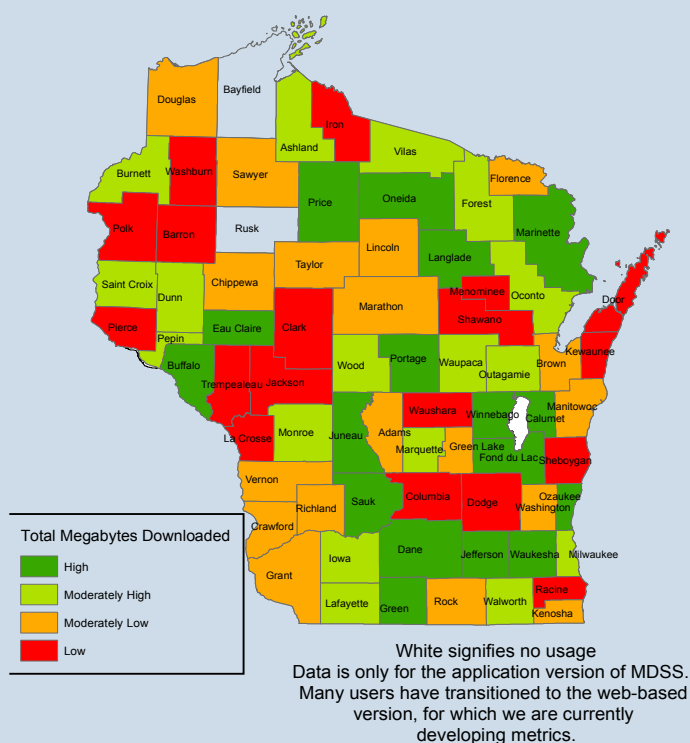 Douglas
Bayfield
Iron
Ashland
Vilas
Burnett
Washburn
Sawyer
Florence
Price
Oneida
Forest
Polk
Barron
Rusk
Marinette
Lincoln
Langlade
Taylor
Saint Croix
Dunn
Chippewa
Menominee
Oconto
Door
Marathon
Pierce
Eau Claire
Clark
Shawano
Pepin
Kewaunee
Buffalo
Wood
Portage
Waupaca
Brown
Outagamie
Trempealeau
Jackson
Waushara
Winnebago
Manitowoc
Calumet
La Crosse
Monroe
Juneau
Adams
Marquette
Green Lake
Fond du Lac
Sheboygan
Vernon
Richland
Sauk
Columbia
Dodge
Ozaukee
Washington
Crawford
Grant
Iowa
Dane
Jefferson
Waukesha
Milwaukee
Lafayette
Green
Rock
Walworth
Racine
Kenosha
Total Megabytes Downloaded
High
Moderately High
Moderately Low
Low
White signifies no usage
Data is only for the application version of MDSS.
Many users have transitioned to the web-based
version, for which we are currently
developing metrics.